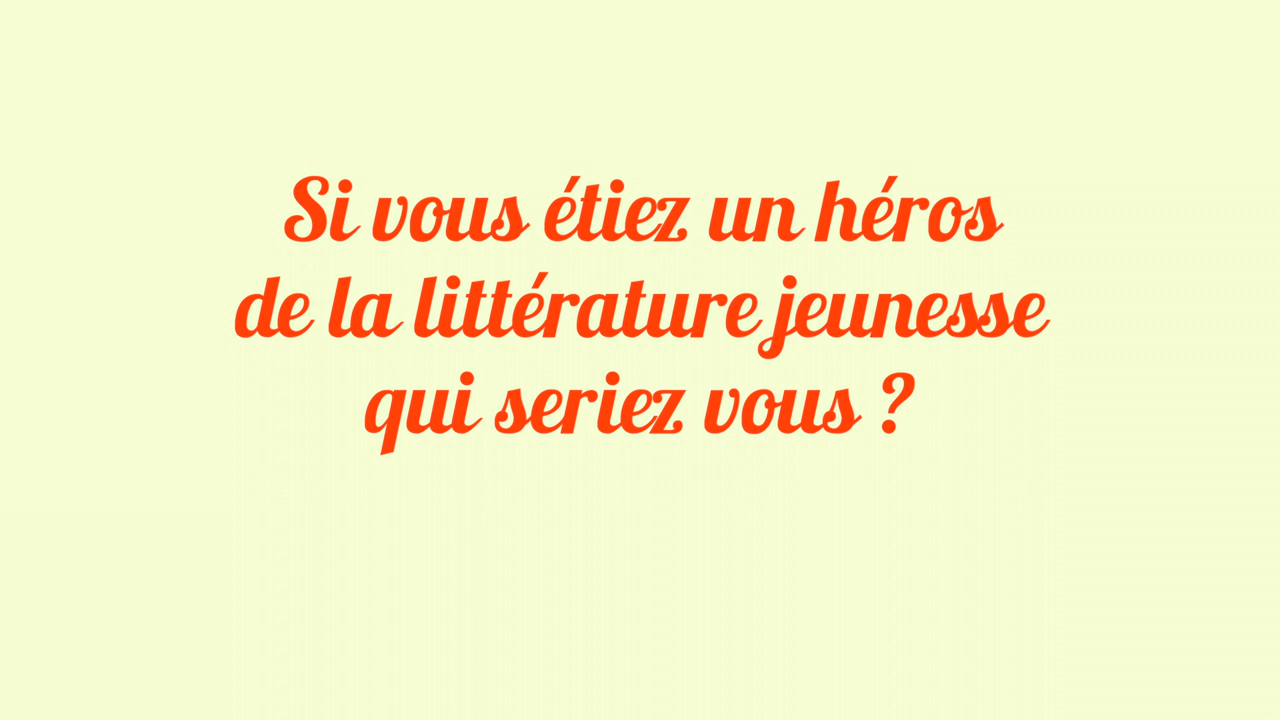 Si vous étiez un héros
de la littérature jeunesse
qui seriez vous ?